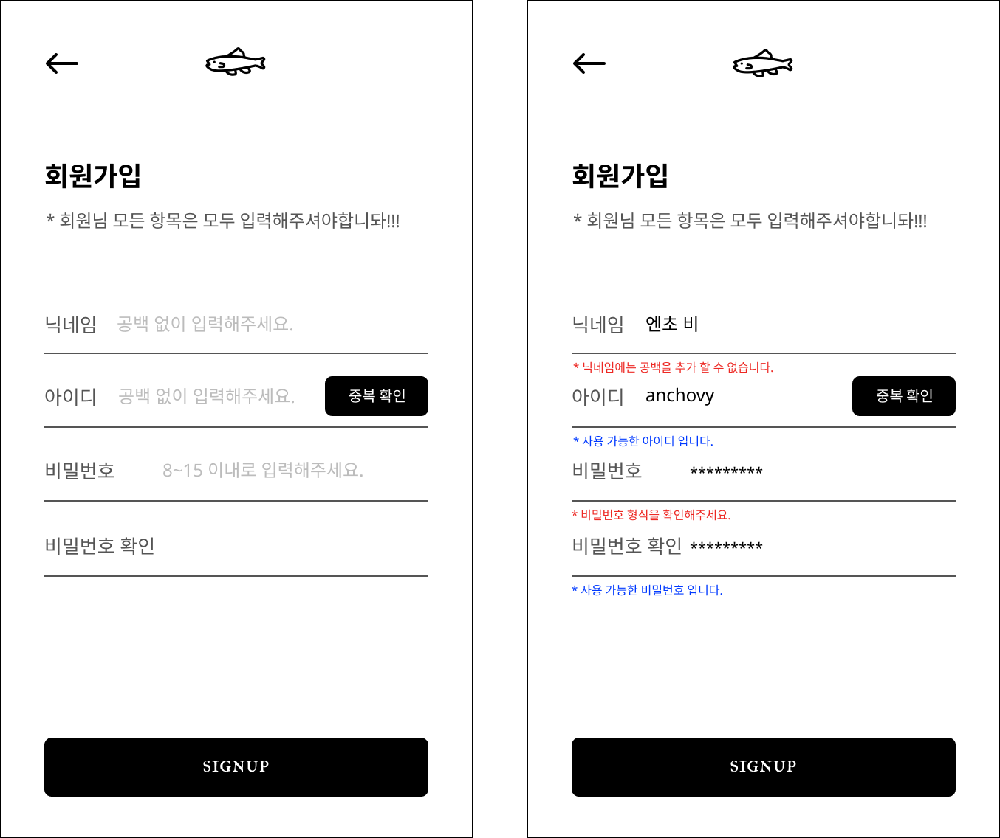 회원가입
* 회원님 모든 항목은 모두 입력해주셔야합니돠!!!
닉네임 공백 없이 입력해주세요.
아이디 공백 없이 입력해주세요. 중복 확인
비밀번호 8~15 이내로 입력해주세요.
비밀번호 확인
SIGNUP
회원가입
* 회원님 모든 항목은 모두 입력해주셔야합니돠!!!
닉네임 엔초 비
* 닉네임에는 공백을 추가 할 수 없습니다.
아이디 anchovy 중복 확인
* 사용 가능한 아이디 입니다.
비밀번호 *********
* 비밀번호 형식을 확인해주세요.
비밀번호 확인 *********
* 사용 가능한 비밀번호 입니다.
SIGNUP